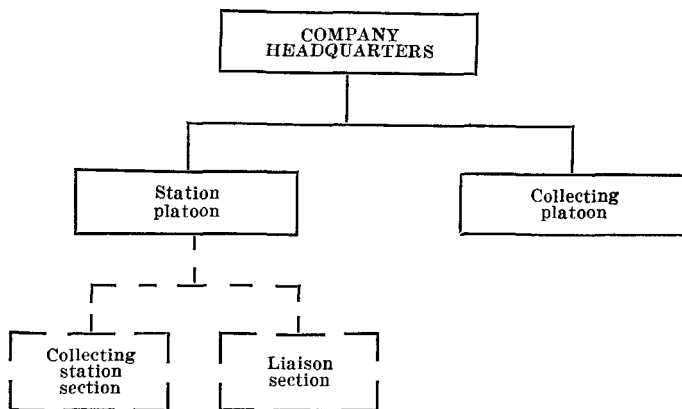 COMPANY
HEADQUARTERS
Station
platoon
Collecting
platoon
Collecting
station
section
Liaison
section